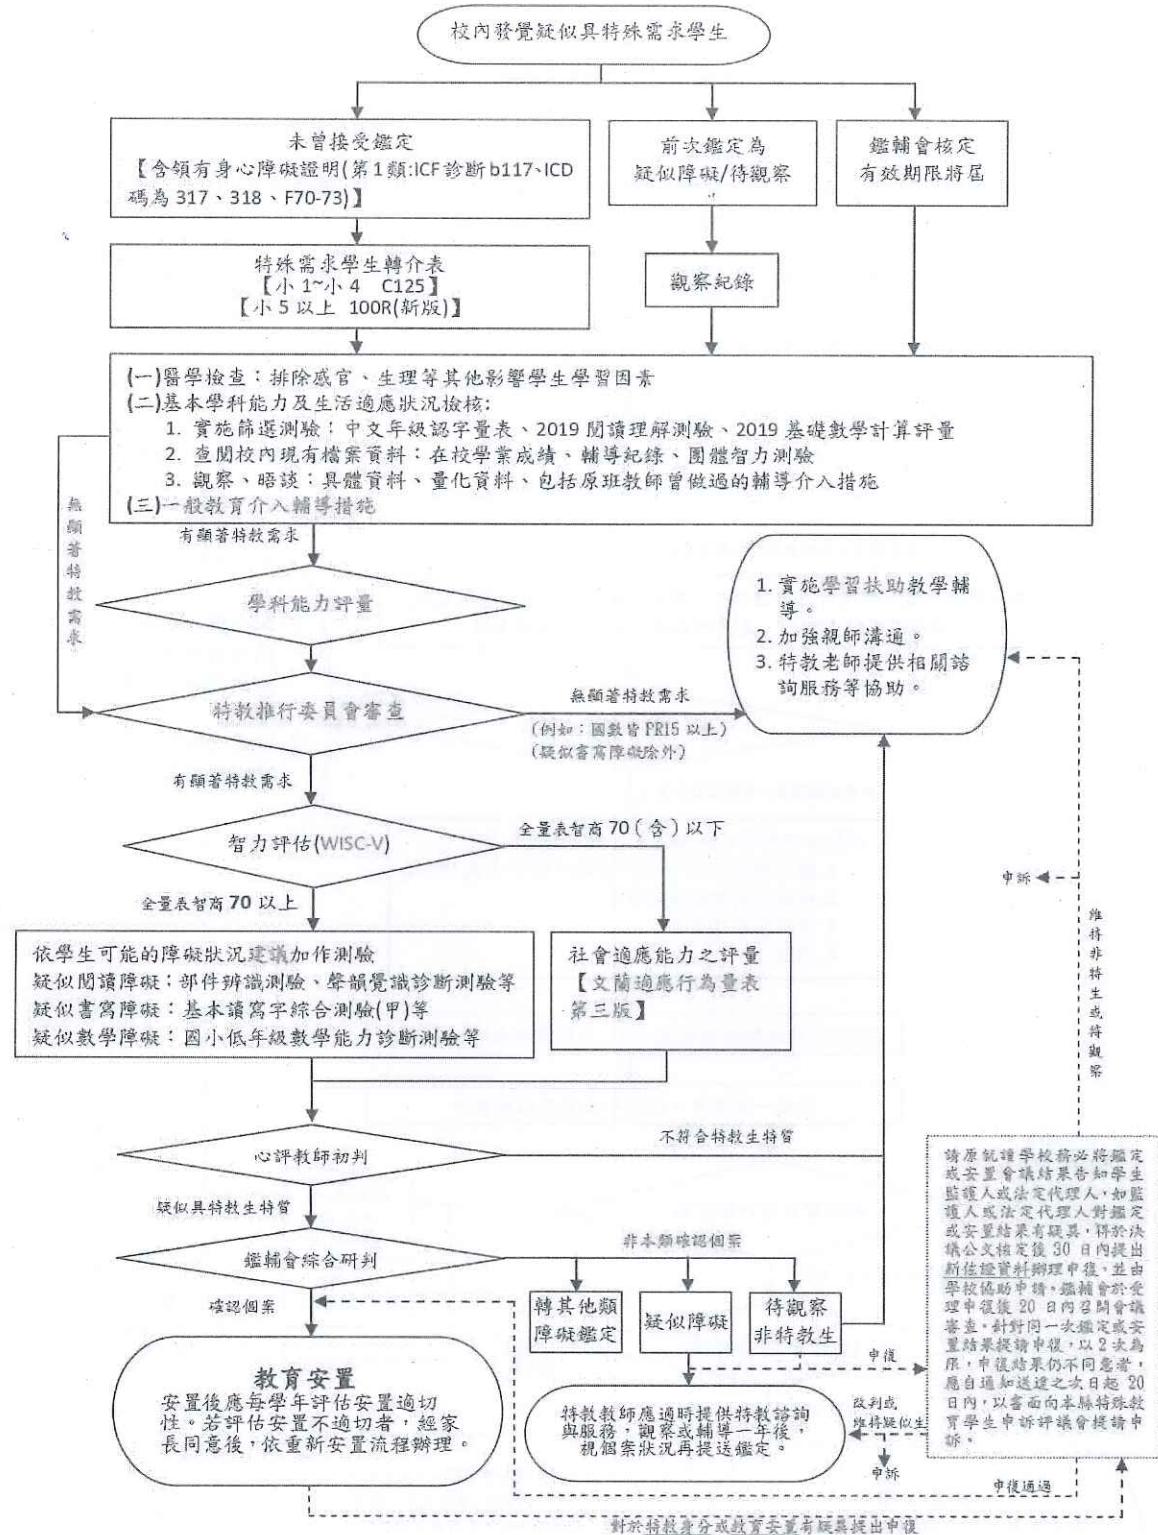 校內發覺疑似具特殊需求學生
未曾接受鑑定
【含領有身心障礙證明(第1類:ICF診斷b117、ICD
碼為317、318、F70-73)】
前次鑑定為
疑似障礙/待觀察
鑑輔會核定
有效期限將屆
特殊需求學生轉介表
【小1~小4 C125】
【小5以上 100R(新版)】
觀察紀錄
(一)醫學檢查：排除感官、生理等其他影響學生學習因素
(二)基本學科能力及生活適應狀況檢核:
1. 實施篩選測驗：中文年級認字量表、2019閱讀理解測驗、2019基礎數學計算評量
2. 查閱校內現有檔案資料：在校學業成績、輔導紀錄、團體智力測驗
3. 觀察、晤談：具體資料、量化資料、包括原班教師曾做過的輔導介入措施
(三)一般教育介入輔導措施
無顯著特教需求
有顯著特教需求
學科能力評量
1. 實施學習扶助教學輔
導。
2. 加強親師溝通。
3. 特教老師提供相關諮
詢服務等協助。
特教推行委員會審查
無顯著特教需求
(例如：國數皆PR15以上)
(疑似書寫障礙除外)
有顯著特教需求
智力評估(WISC-V)
全量表智商70（含）以下
全量表智商70以上
申訴
維持非特生或待觀察
依學生可能的障礙狀況建議加作測驗
疑似閱讀障礙：部件辨識測驗、聲韻覺識診斷測驗等
疑似書寫障礙：基本讀寫字綜合測驗(甲)等
疑似數學障礙：國小低年級數學能力診斷測驗等
社會適應能力之評量
【文蘭適應行為量表
第三版】
心評教師初判
不符合特教生特質
疑似具特教生特質
鑑輔會綜合研判
非本類確認個案
確認個案
轉其他類
障礙鑑定
疑似障礙
待觀察
非特教生
請原就讀學校務必將鑑定
或安置會議結果告知學生
監護人或法定代理人，如監
護人或法定代理人對鑑定
或安置結果有疑異，得於決
議公文核定後30日內提出
新佐證資料辦理申復，並由
學校協助申請，鑑輔會於受
理申復後20日內召開會議
審查。針對同一次鑑定或安
置結果提請申復，以2次為
限，申復結果仍不同意者，
應自通知送達之次日起20
日內，以書面向本縣特殊教
育學生申訴評議會提請申
訴。
申復
教育安置
安置後應每學年評估安置適切
性。若評估安置不適切者，經家
長同意後，依重新安置流程辦理。
特教教師應適時提供特教諮詢
與服務，觀察或輔導一年後，
視個案狀況再提送鑑定。
改判或
維持疑似生
申訴
申復通過
對於特教身分或教育安置有疑異提出申復